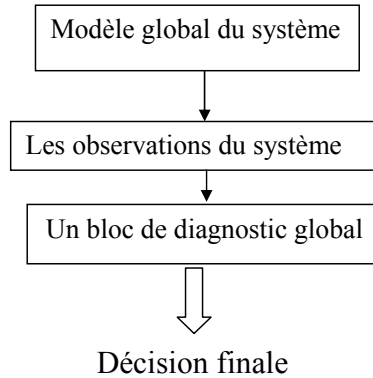 Modèle global du système
Les observations du système
Un bloc de diagnostic global
Décision finale